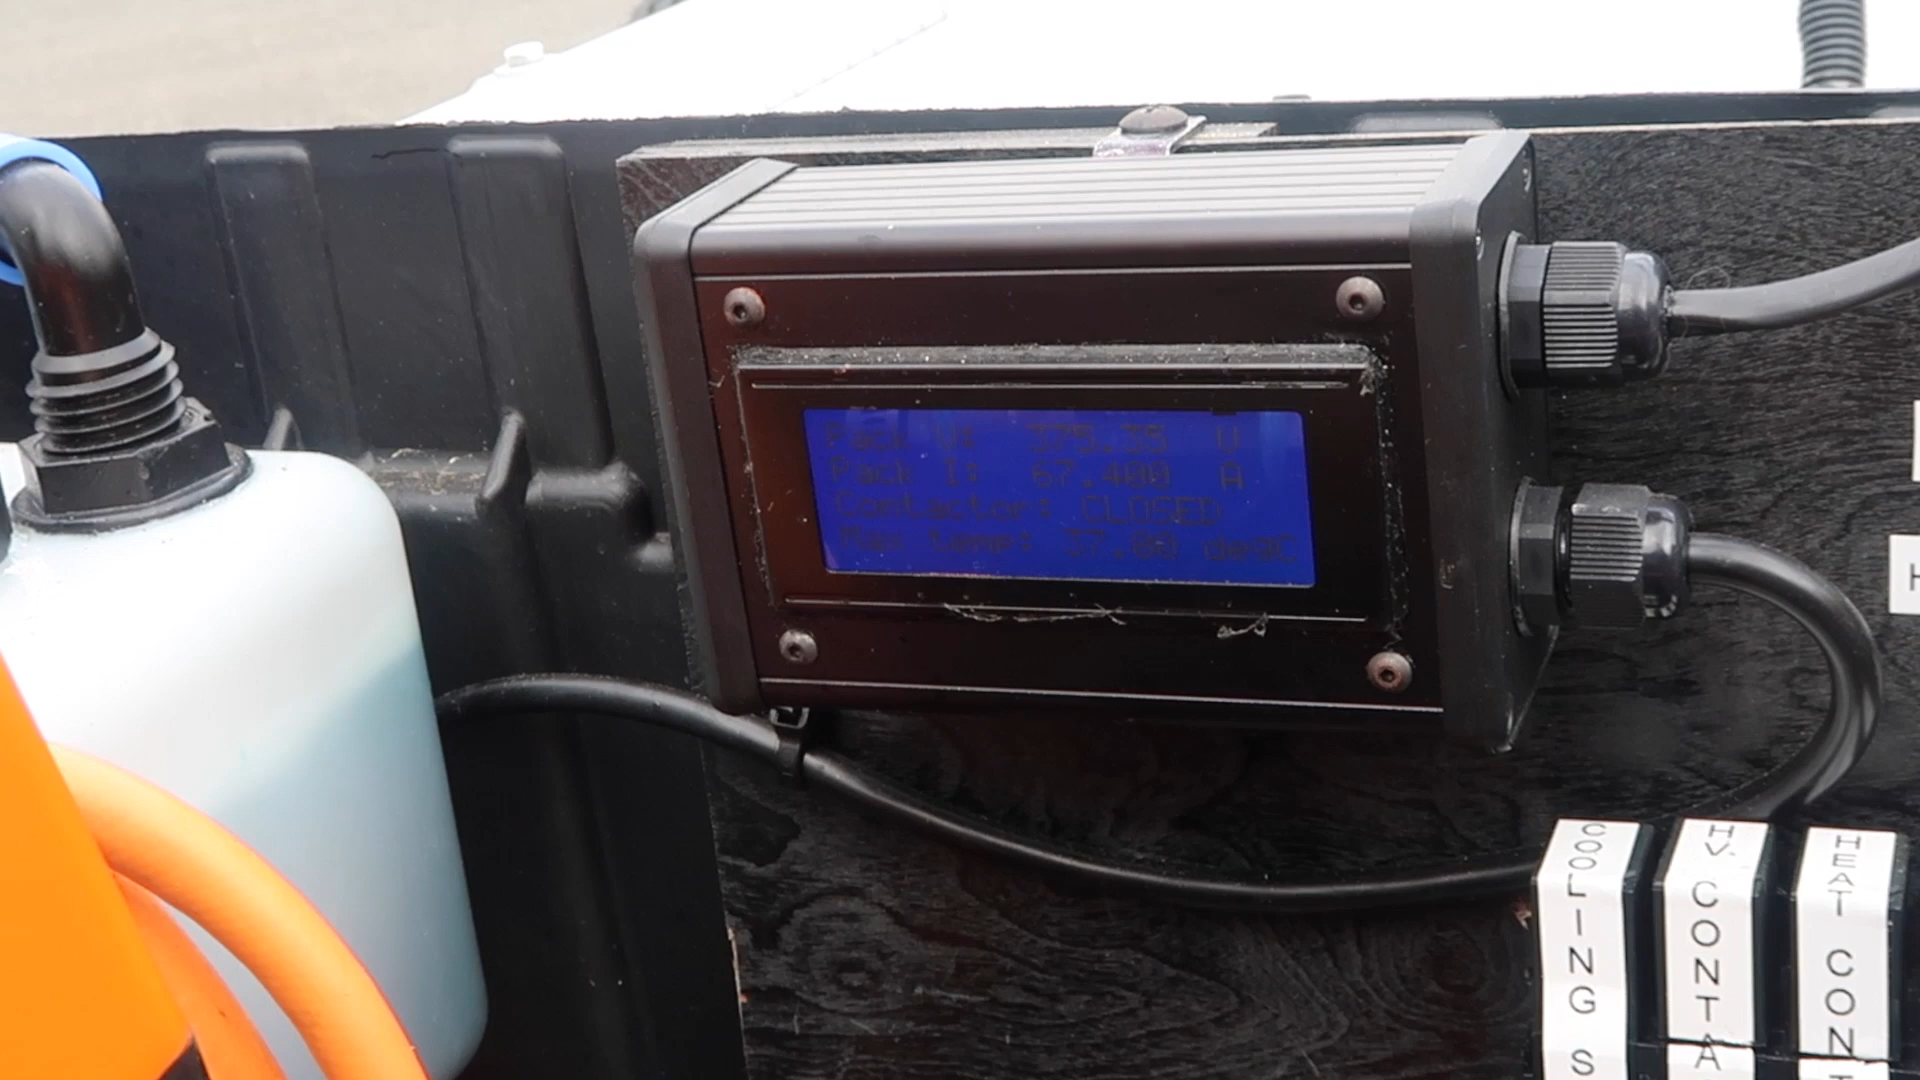 Pack V: 375.35 V
Pack I: 67.400 A
Contactor: CLOSED
Max temp: 37.00 degC
COOLING S
HV CONTA
HEAT CONT
H